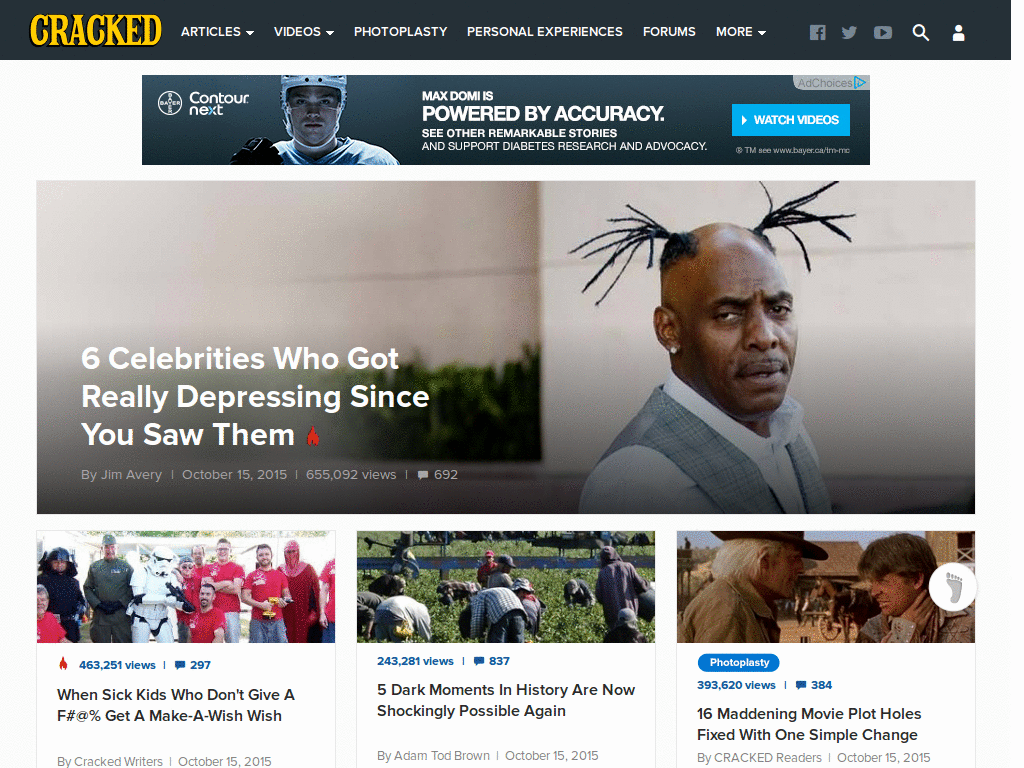 CRACKED
ARTICLES VIDEOS PHOTOPLASTY PERSONAL EXPERIENCES FORUMS MORE
AdChoices
BAYER
Contour
next
MAX DOMI IS
POWERED BY ACCURACY.
SEE OTHER REMARKABLE STORIES
AND SUPPORT DIABETES RESEARCH AND ADVOCACY.
WATCH VIDEOS
® TM see www.bayer.ca/tm-mc
6 Celebrities Who Got
Really Depressing Since
You Saw Them
By Jim Avery | October 15, 2015 | 655,092 views | 692
463,251 views | 297
When Sick Kids Who Don't Give A
F#@% Get A Make-A-Wish Wish
By Cracked Writers | October 15, 2015
243,281 views | 837
5 Dark Moments In History Are Now
Shockingly Possible Again
By Adam Tod Brown | October 15, 2015
Photoplasty
393,620 views | 384
16 Maddening Movie Plot Holes
Fixed With One Simple Change
By CRACKED Readers | October 15, 2015